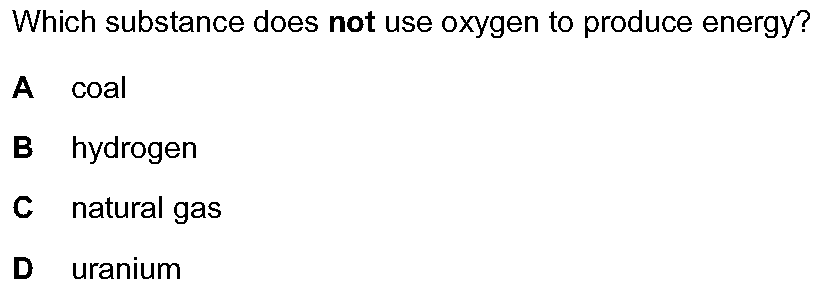 Which substance does not use oxygen to produce energy?
A coal
B hydrogen
C natural gas
D uranium